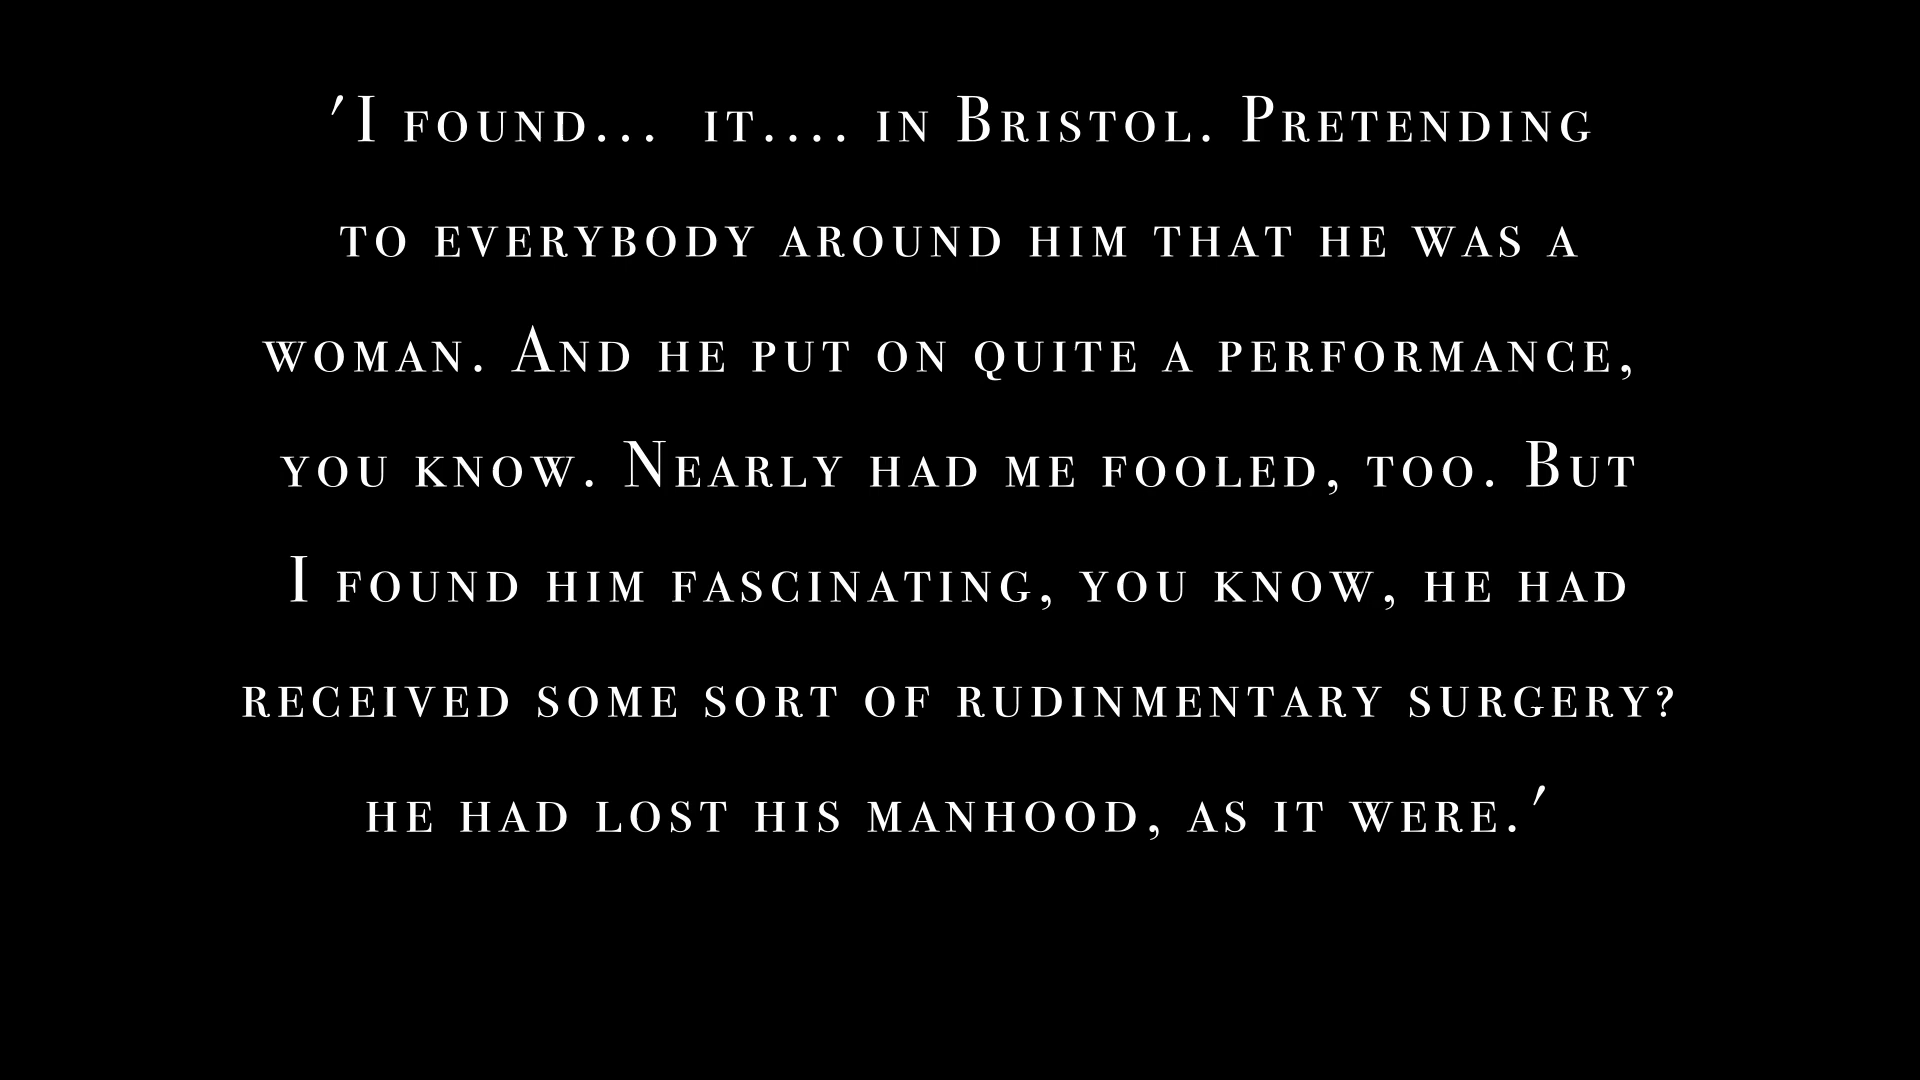 'I found...  it.... in Bristol. Pretending
to everybody around him that he was a
woman. And he put on quite a performance,
you know. Nearly had me fooled, too. But
I found him fascinating, you know, he had
received some sort of rudinmentary surgery?
he had lost his manhood, as it were.'